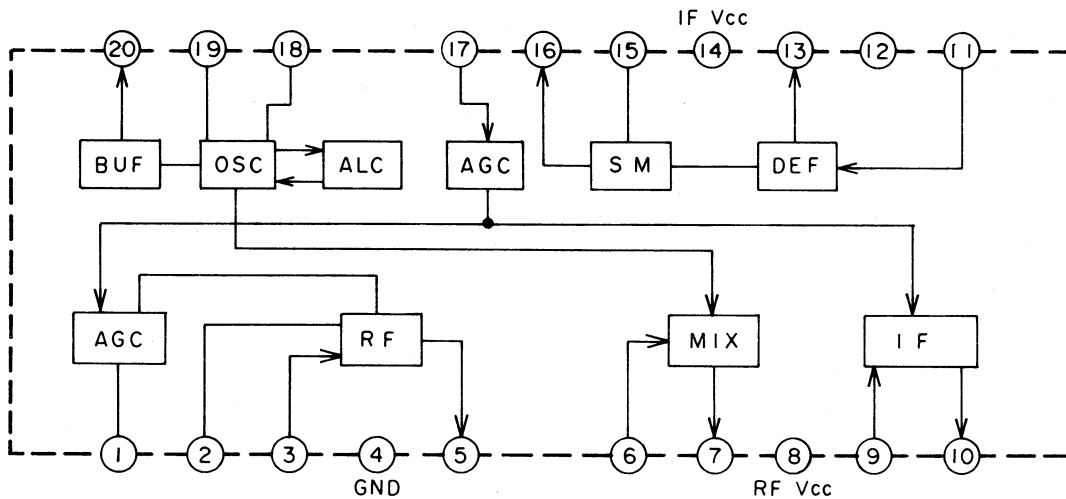 IF Vcc
20 19 18 17 16 15 14 13 12 11
BUF OSC ALC AGC SM DEF
AGC RF MIX IF
1 2 3 4 5 6 7 8 9 10
GND RF Vcc